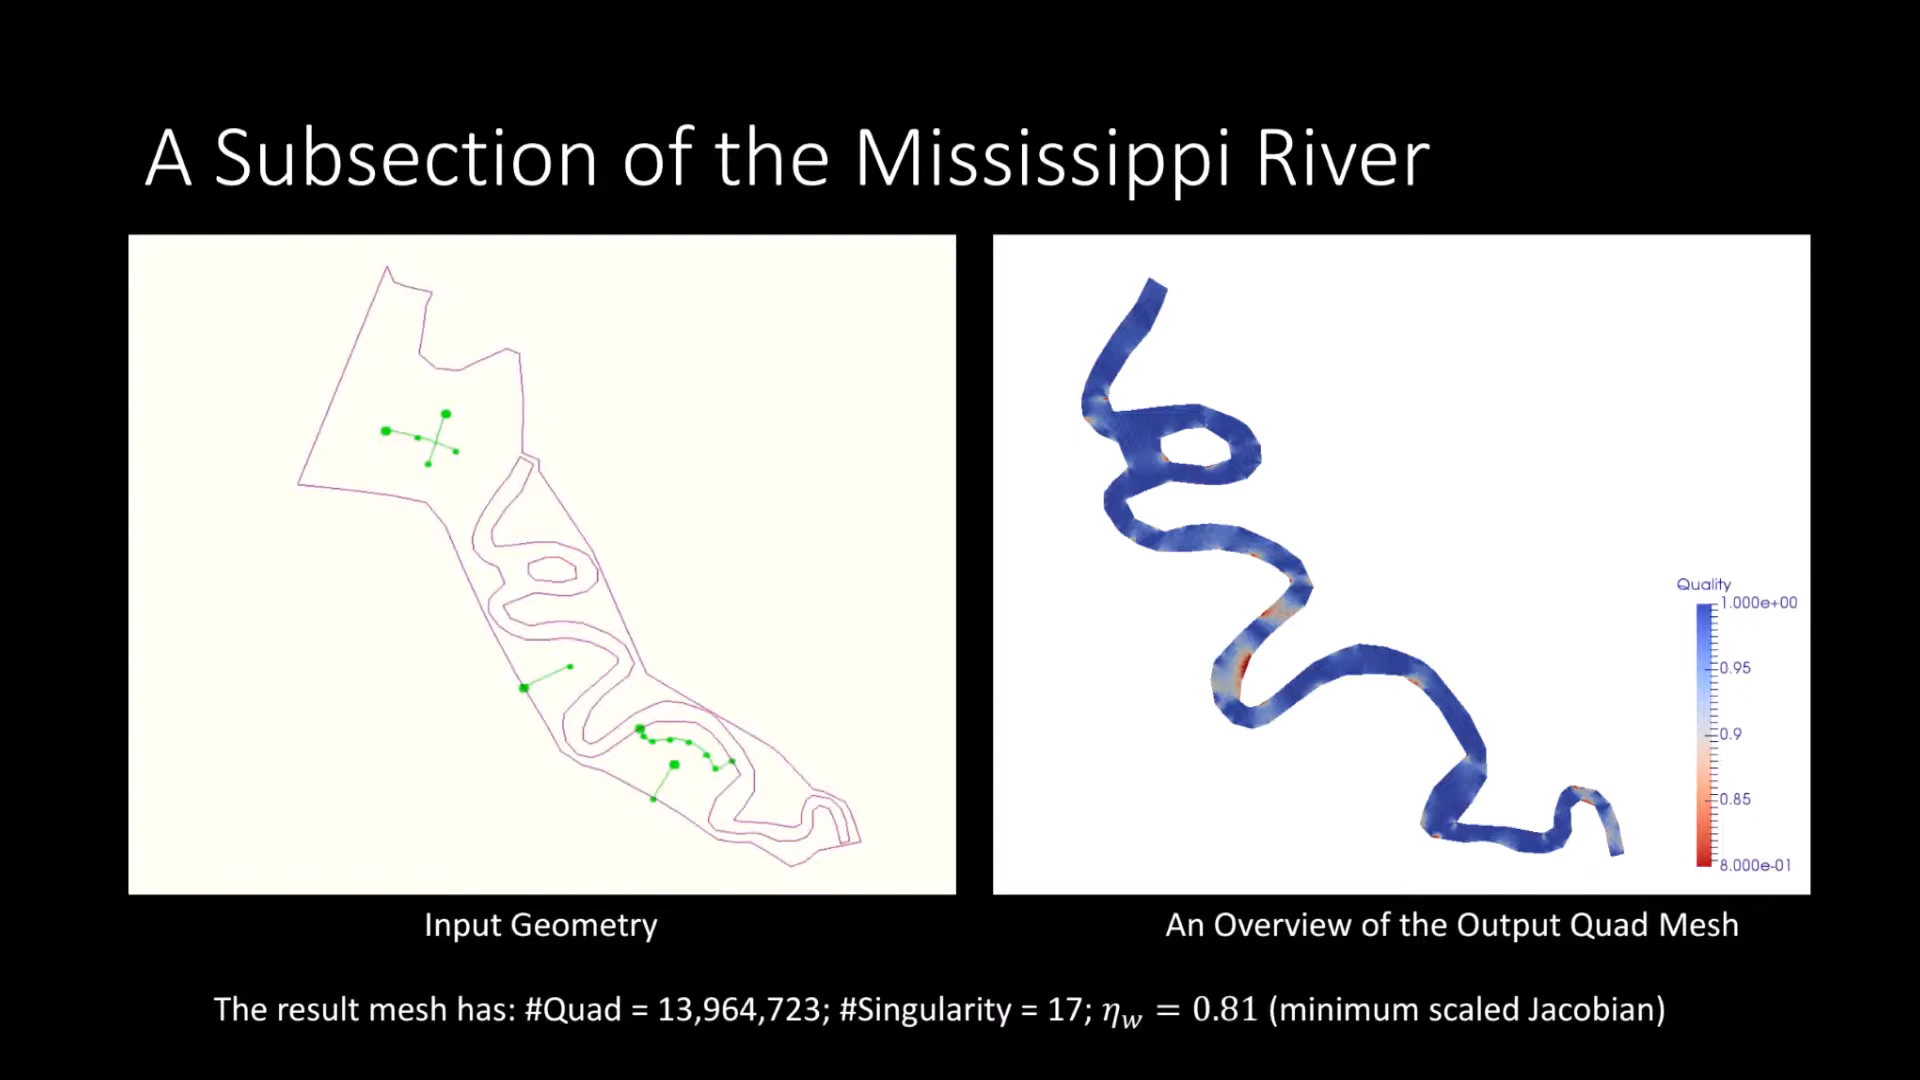 A Subsection of the Mississippi River
Quality
1.000e+00
0.95
0.9
0.85
8.000e-01
Input Geometry
An Overview of the Output Quad Mesh
The result mesh has: #Quad = 13,964,723; #Singularity = 17; η_w = 0.81 (minimum scaled Jacobian)